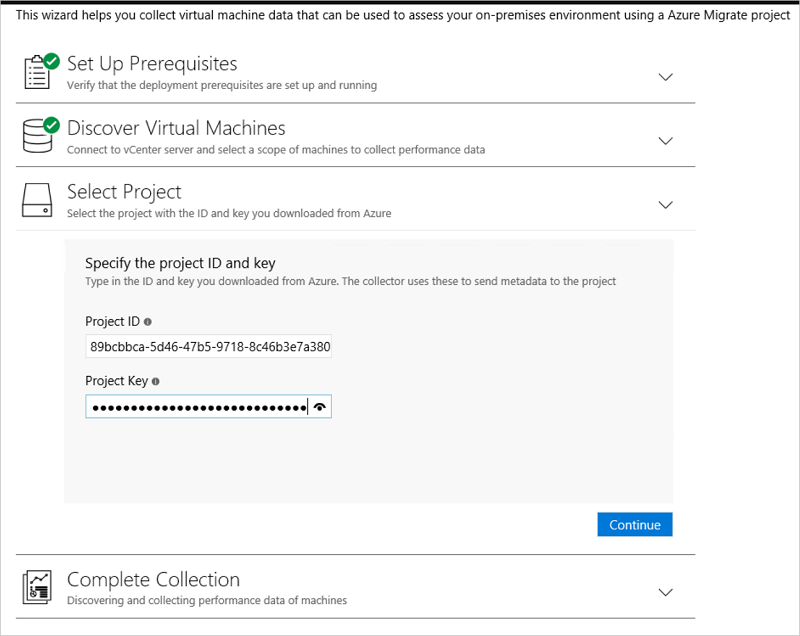 This wizard helps you collect virtual machine data that can be used to assess your on-premises environment using a Azure Migrate project
Set Up Prerequisites
Verify that the deployment prerequisites are set up and running
Discover Virtual Machines
Connect to vCenter server and select a scope of machines to collect performance data
Select Project
Select the project with the ID and key you downloaded from Azure
Specify the project ID and key
Type in the ID and key you downloaded from Azure. The collector uses these to send metadata to the project
Project ID
89bcbbca-5d46-47b5-9718-8c46b3e7a380
Project Key
Continue
Complete Collection
Discovering and collecting performance data of machines